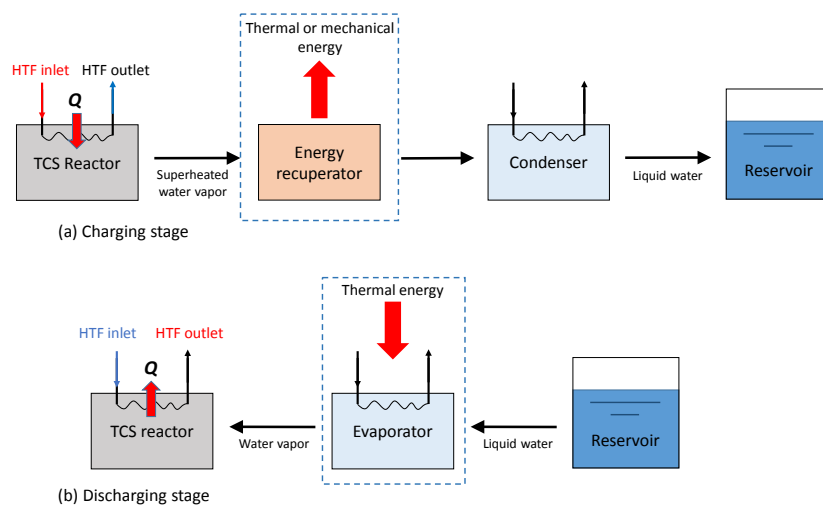 Thermal or mechanical
energy
HTF inlet
HTF outlet
Q
TCS Reactor
Superheated
water vapor
Energy
recuperator
Condenser
Liquid water
Reservoir
(a) Charging stage
Thermal energy
HTF inlet
HTF outlet
Q
TCS reactor
Water vapor
Evaporator
Liquid water
Reservoir
(b) Discharging stage